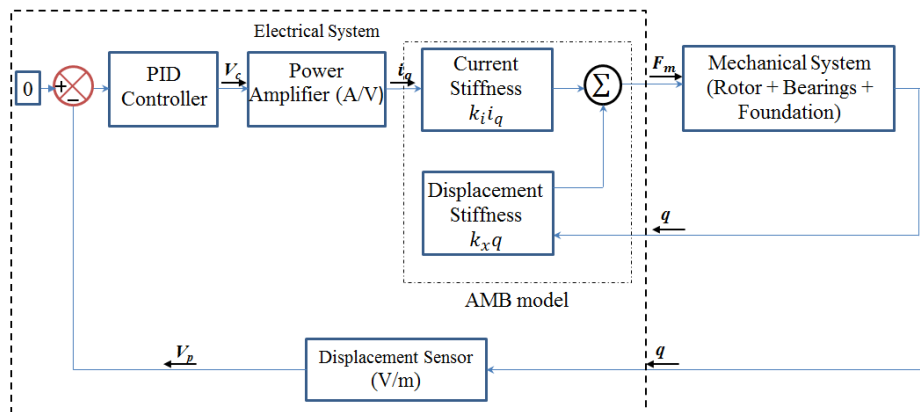 Electrical System
0
+
−
PID
Controller
V_c
Power
Amplifier (A/V)
i_q
Current
Stiffness
k_i i_q
Σ
F_m
Mechanical System
(Rotor + Bearings +
Foundation)
Displacement
Stiffness
k_x q
q
AMB model
V_p
Displacement Sensor
(V/m)
q